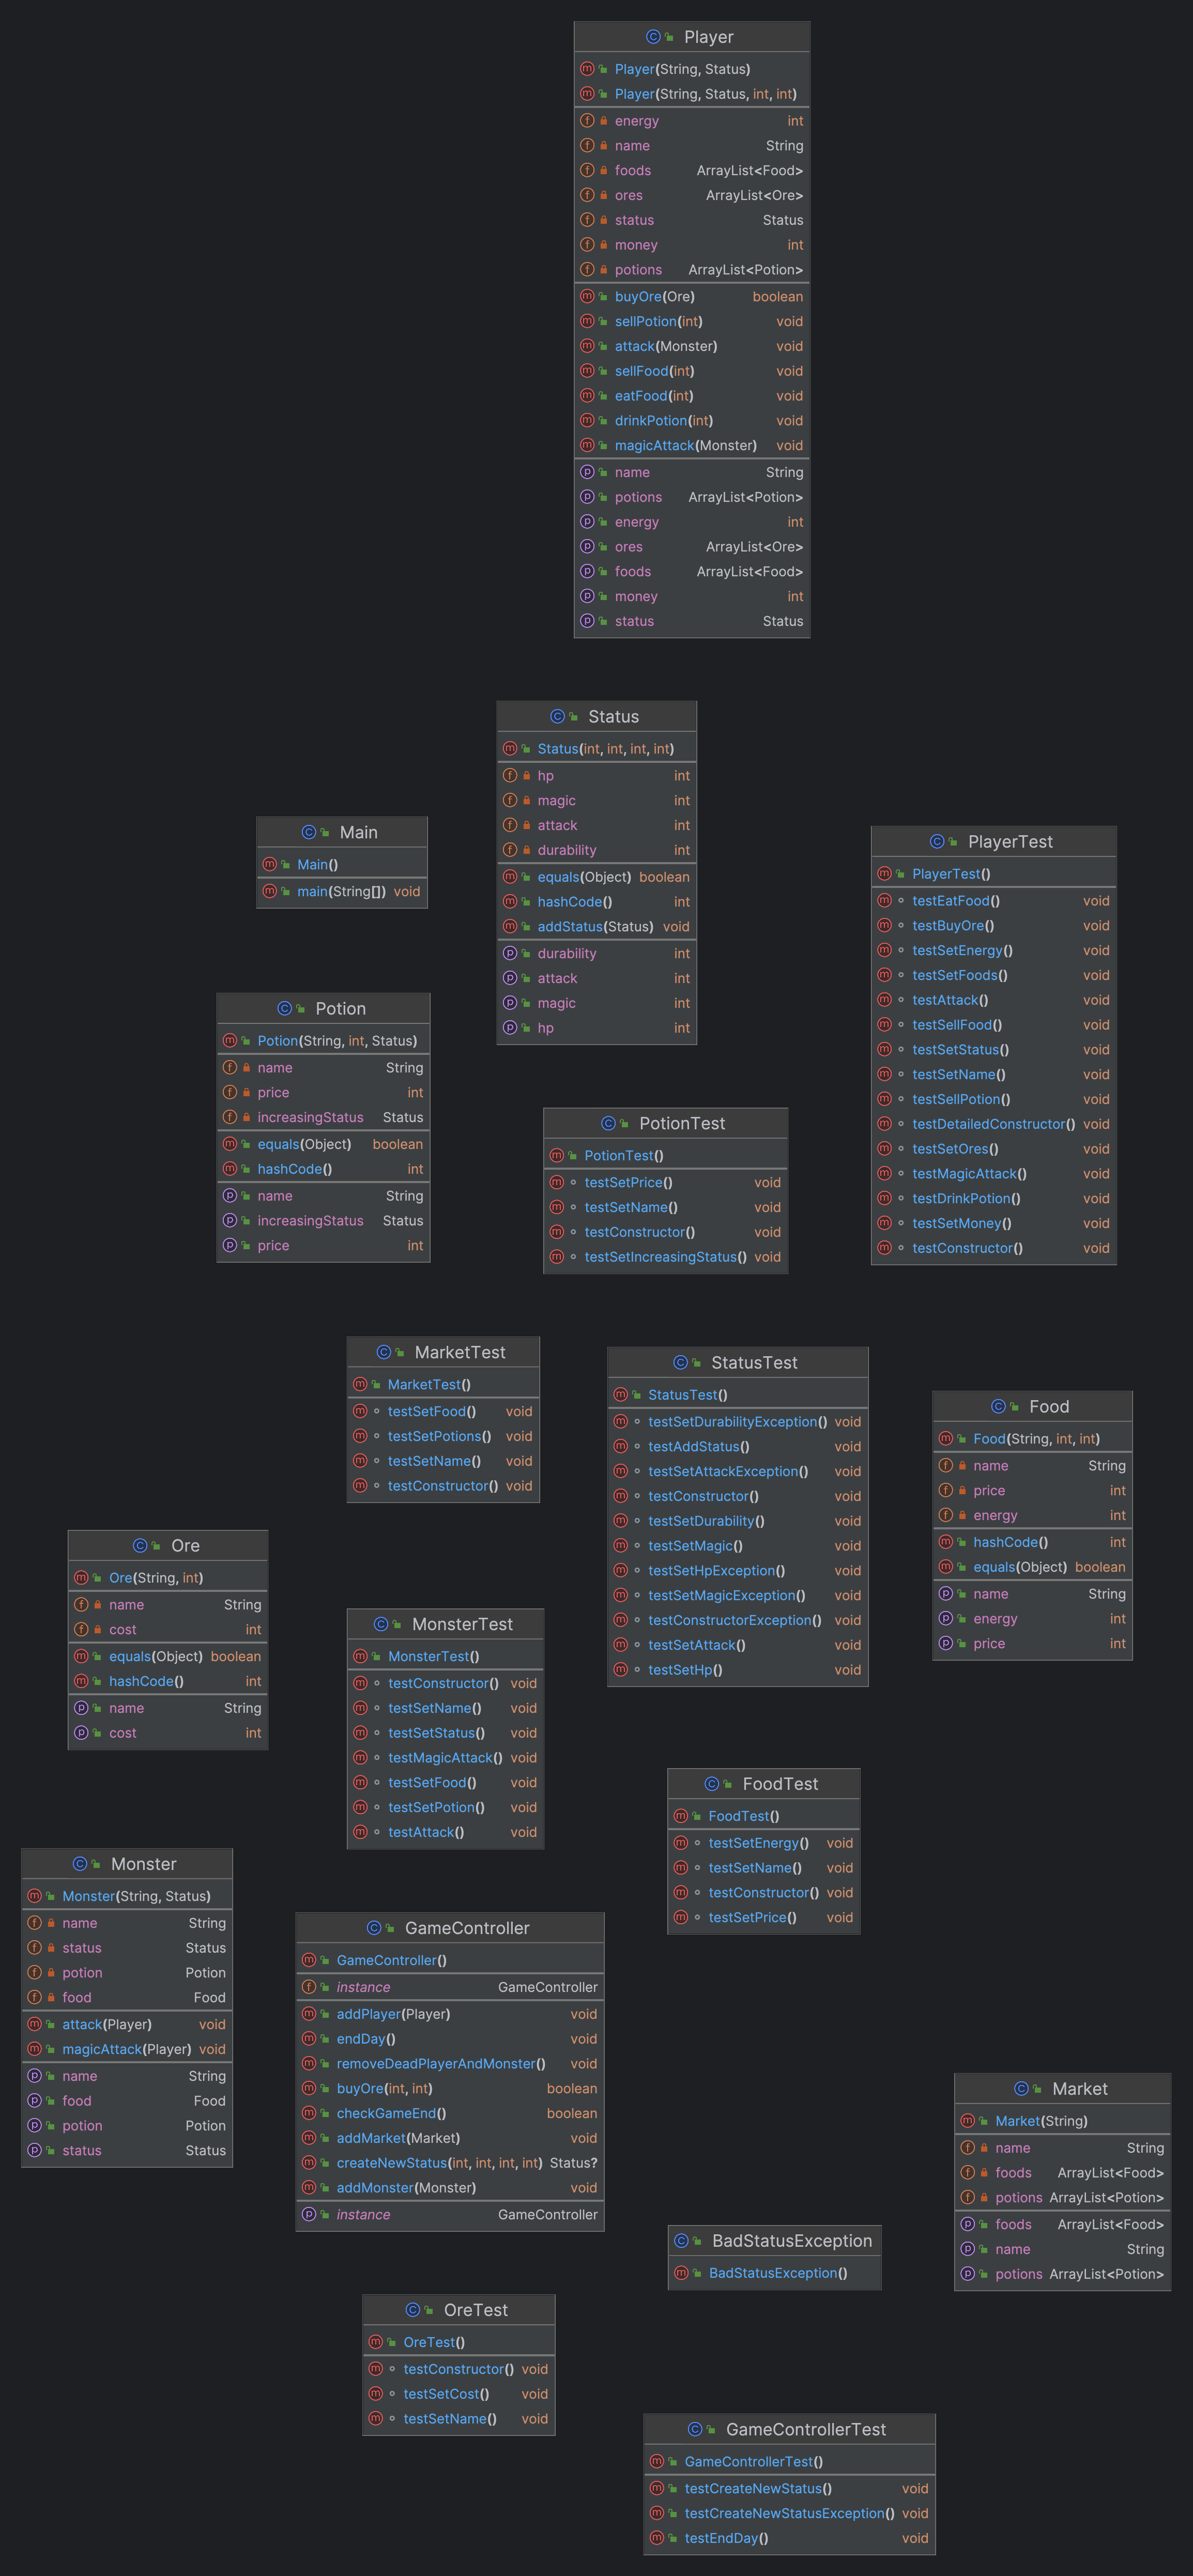 Player
Player(String, Status)
Player(String, Status, int, int)
energy int
name String
foods ArrayList<Food>
ores ArrayList<Ore>
status Status
money int
potions ArrayList<Potion>
buyOre(Ore) boolean
sellPotion(int) void
attack(Monster) void
sellFood(int) void
eatFood(int) void
drinkPotion(int) void
magicAttack(Monster) void
name String
potions ArrayList<Potion>
energy int
ores ArrayList<Ore>
foods ArrayList<Food>
money int
status Status
Status
Status(int, int, int, int)
hp int
magic int
attack int
durability int
equals(Object) boolean
hashCode() int
addStatus(Status) void
durability int
attack int
magic int
hp int
Main
Main()
main(String[]) void
PlayerTest
PlayerTest()
testEatFood() void
testBuyOre() void
testSetEnergy() void
testSetFoods() void
testAttack() void
testSellFood() void
testSetStatus() void
testSetName() void
testSellPotion() void
testDetailedConstructor() void
testSetOres() void
testMagicAttack() void
testDrinkPotion() void
testSetMoney() void
testConstructor() void
Potion
Potion(String, int, Status)
name String
price int
increasingStatus Status
equals(Object) boolean
hashCode() int
name String
increasingStatus Status
price int
PotionTest
PotionTest()
testSetPrice() void
testSetName() void
testConstructor() void
testSetIncreasingStatus() void
MarketTest
MarketTest()
testSetFood() void
testSetPotions() void
testSetName() void
testConstructor() void
StatusTest
StatusTest()
testSetDurabilityException() void
testAddStatus() void
testSetAttackException() void
testConstructor() void
testSetDurability() void
testSetMagic() void
testSetHpException() void
testSetMagicException() void
testConstructorException() void
testSetAttack() void
testSetHp() void
Food
Food(String, int, int)
name String
price int
energy int
hashCode() int
equals(Object) boolean
name String
energy int
price int
Ore
Ore(String, int)
name String
cost int
equals(Object) boolean
hashCode() int
name String
cost int
MonsterTest
MonsterTest()
testConstructor() void
testSetName() void
testSetStatus() void
testMagicAttack() void
testSetFood() void
testSetPotion() void
testAttack() void
FoodTest
FoodTest()
testSetEnergy() void
testSetName() void
testConstructor() void
testSetPrice() void
Monster
Monster(String, Status)
name String
status Status
potion Potion
food Food
attack(Player) void
magicAttack(Player) void
name String
food Food
potion Potion
status Status
GameController
GameController()
instance GameController
addPlayer(Player) void
endDay() void
removeDeadPlayerAndMonster() void
buyOre(int, int) boolean
checkGameEnd() boolean
addMarket(Market) void
createNewStatus(int, int, int, int) Status?
addMonster(Monster) void
instance GameController
Market
Market(String)
name String
foods ArrayList<Food>
potions ArrayList<Potion>
foods ArrayList<Food>
name String
potions ArrayList<Potion>
BadStatusException
BadStatusException()
OreTest
OreTest()
testConstructor() void
testSetCost() void
testSetName() void
GameControllerTest
GameControllerTest()
testCreateNewStatus() void
testCreateNewStatusException() void
testEndDay() void